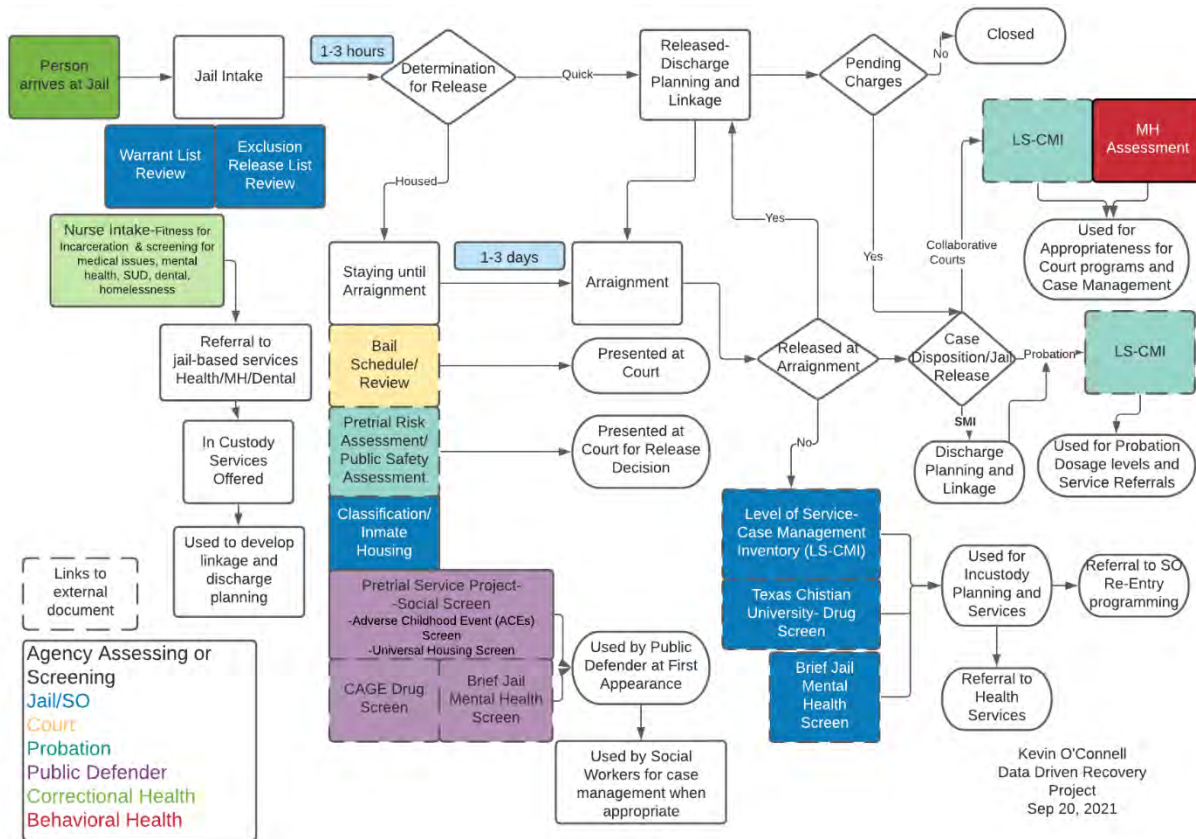 Person
arrives at Jail
Jail Intake
1-3 hours
Determination
for Release
Quick
Released-
Discharge
Planning and
Linkage
Pending
Charges
No
Closed
Warrant List
Review
Exclusion
Release List
Review
Housed
LS-CMI
MH
Assessment
Nurse Intake-Fitness for
Incarceration & screening for
medical issues, mental
health, SUD, dental,
homelessness
Yes
Yes
Collaborative
Courts
Used for
Appropriateness for
Court programs and
Case Management
Staying until
Arraignment
1-3 days
Arraignment
Referral to
jail-based services
Health/MH/Dental
Bail
Schedule/
Review
Presented at
Court
Released at
Arraignment
Case
Disposition/Jail
Release
Probation
LS-CMI
SMI
Pretrial Risk
Assessment/
Public Safety
Assessment
Presented at
Court for Release
Decision
No
Discharge
Planning and
Linkage
Used for Probation
Dosage levels and
Service Referrals
In Custody
Services
Offered
Classification/
Inmate
Housing
Level of Service-
Case Management
Inventory (LS-CMI)
Used to develop
linkage and
discharge
planning
Links to
external
document
Pretrial Service Project-
-Social Screen
-Adverse Childhood Event (ACEs)
Screen
-Universal Housing Screen
Texas Chistian
University- Drug
Screen
Used for
Incustody
Planning and
Services
Referral to SO
Re-Entry
programming
CAGE Drug
Screen
Brief Jail
Mental Health
Screen
Used by Public
Defender at First
Appearance
Brief Jail
Mental
Health
Screen
Referral to
Health
Services
Used by Social
Workers for case
management when
appropriate
Agency Assessing or
Screening
Jail/SO
Court
Probation
Public Defender
Correctional Health
Behavioral Health
Kevin O'Connell
Data Driven Recovery
Project
Sep 20, 2021